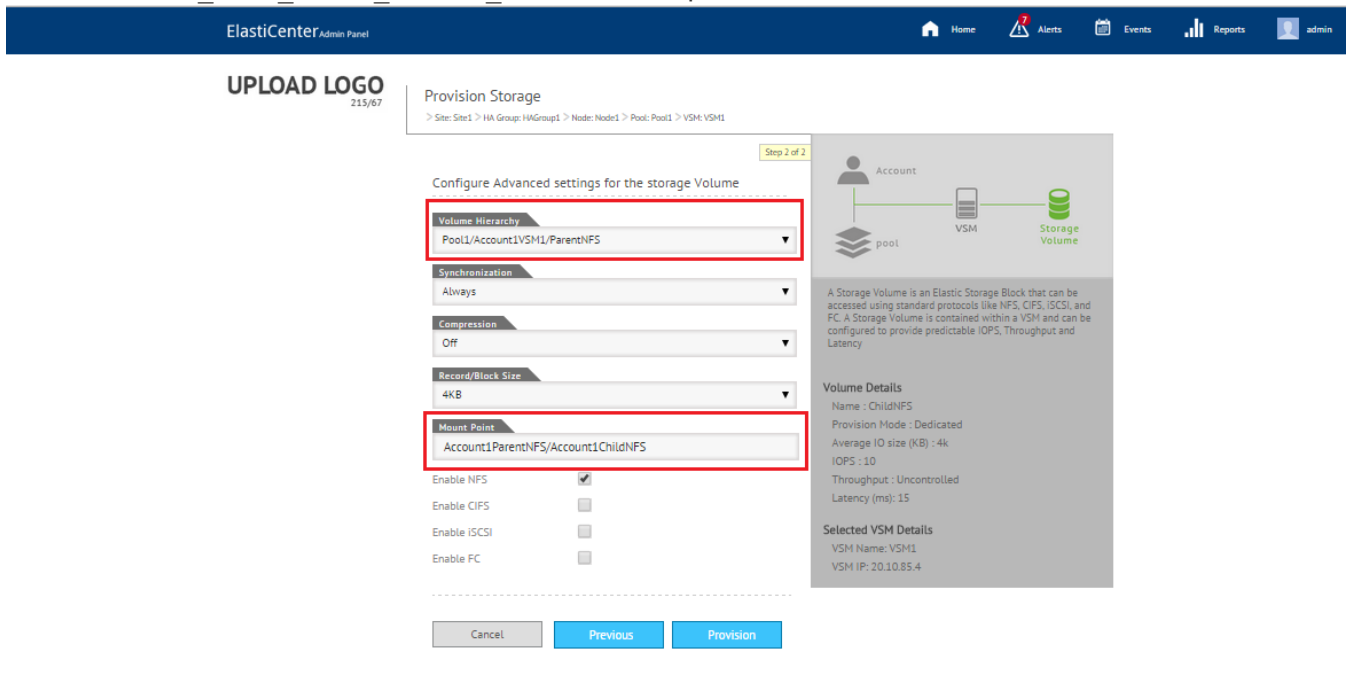 ElastiCenter Admin Panel
Home
7
Alerts
Events
Reports
admin
UPLOAD LOGO
215/67
Provision Storage
> Site: Site1 > HA Group: HAGroup1 > Node: Node1 > Pool: Pool1 > VSM: VSM1
Step 2 of 2
Configure Advanced settings for the storage Volume
Volume Hierarchy
Pool1/Account1VSM1/ParentNFS
Synchronization
Always
Compression
Off
Record/Block Size
4KB
Mount Point
Account1ParentNFS/Account1ChildNFS
Enable NFS
Enable CIFS
Enable iSCSI
Enable FC
Cancel
Previous
Provision
Account
pool
VSM
Storage
Volume
A Storage Volume is an Elastic Storage Block that can be
accessed using standard protocols like NFS, CIFS, iSCSI, and
FC. A Storage Volume is contained within a VSM and can be
configured to provide predictable IOPS, Throughput and
Latency
Volume Details
Name : ChildNFS
Provision Mode : Dedicated
Average IO size (KB) : 4k
IOPS : 10
Throughput : Uncontrolled
Latency (ms): 15
Selected VSM Details
VSM Name: VSM1
VSM IP: 20.10.85.4